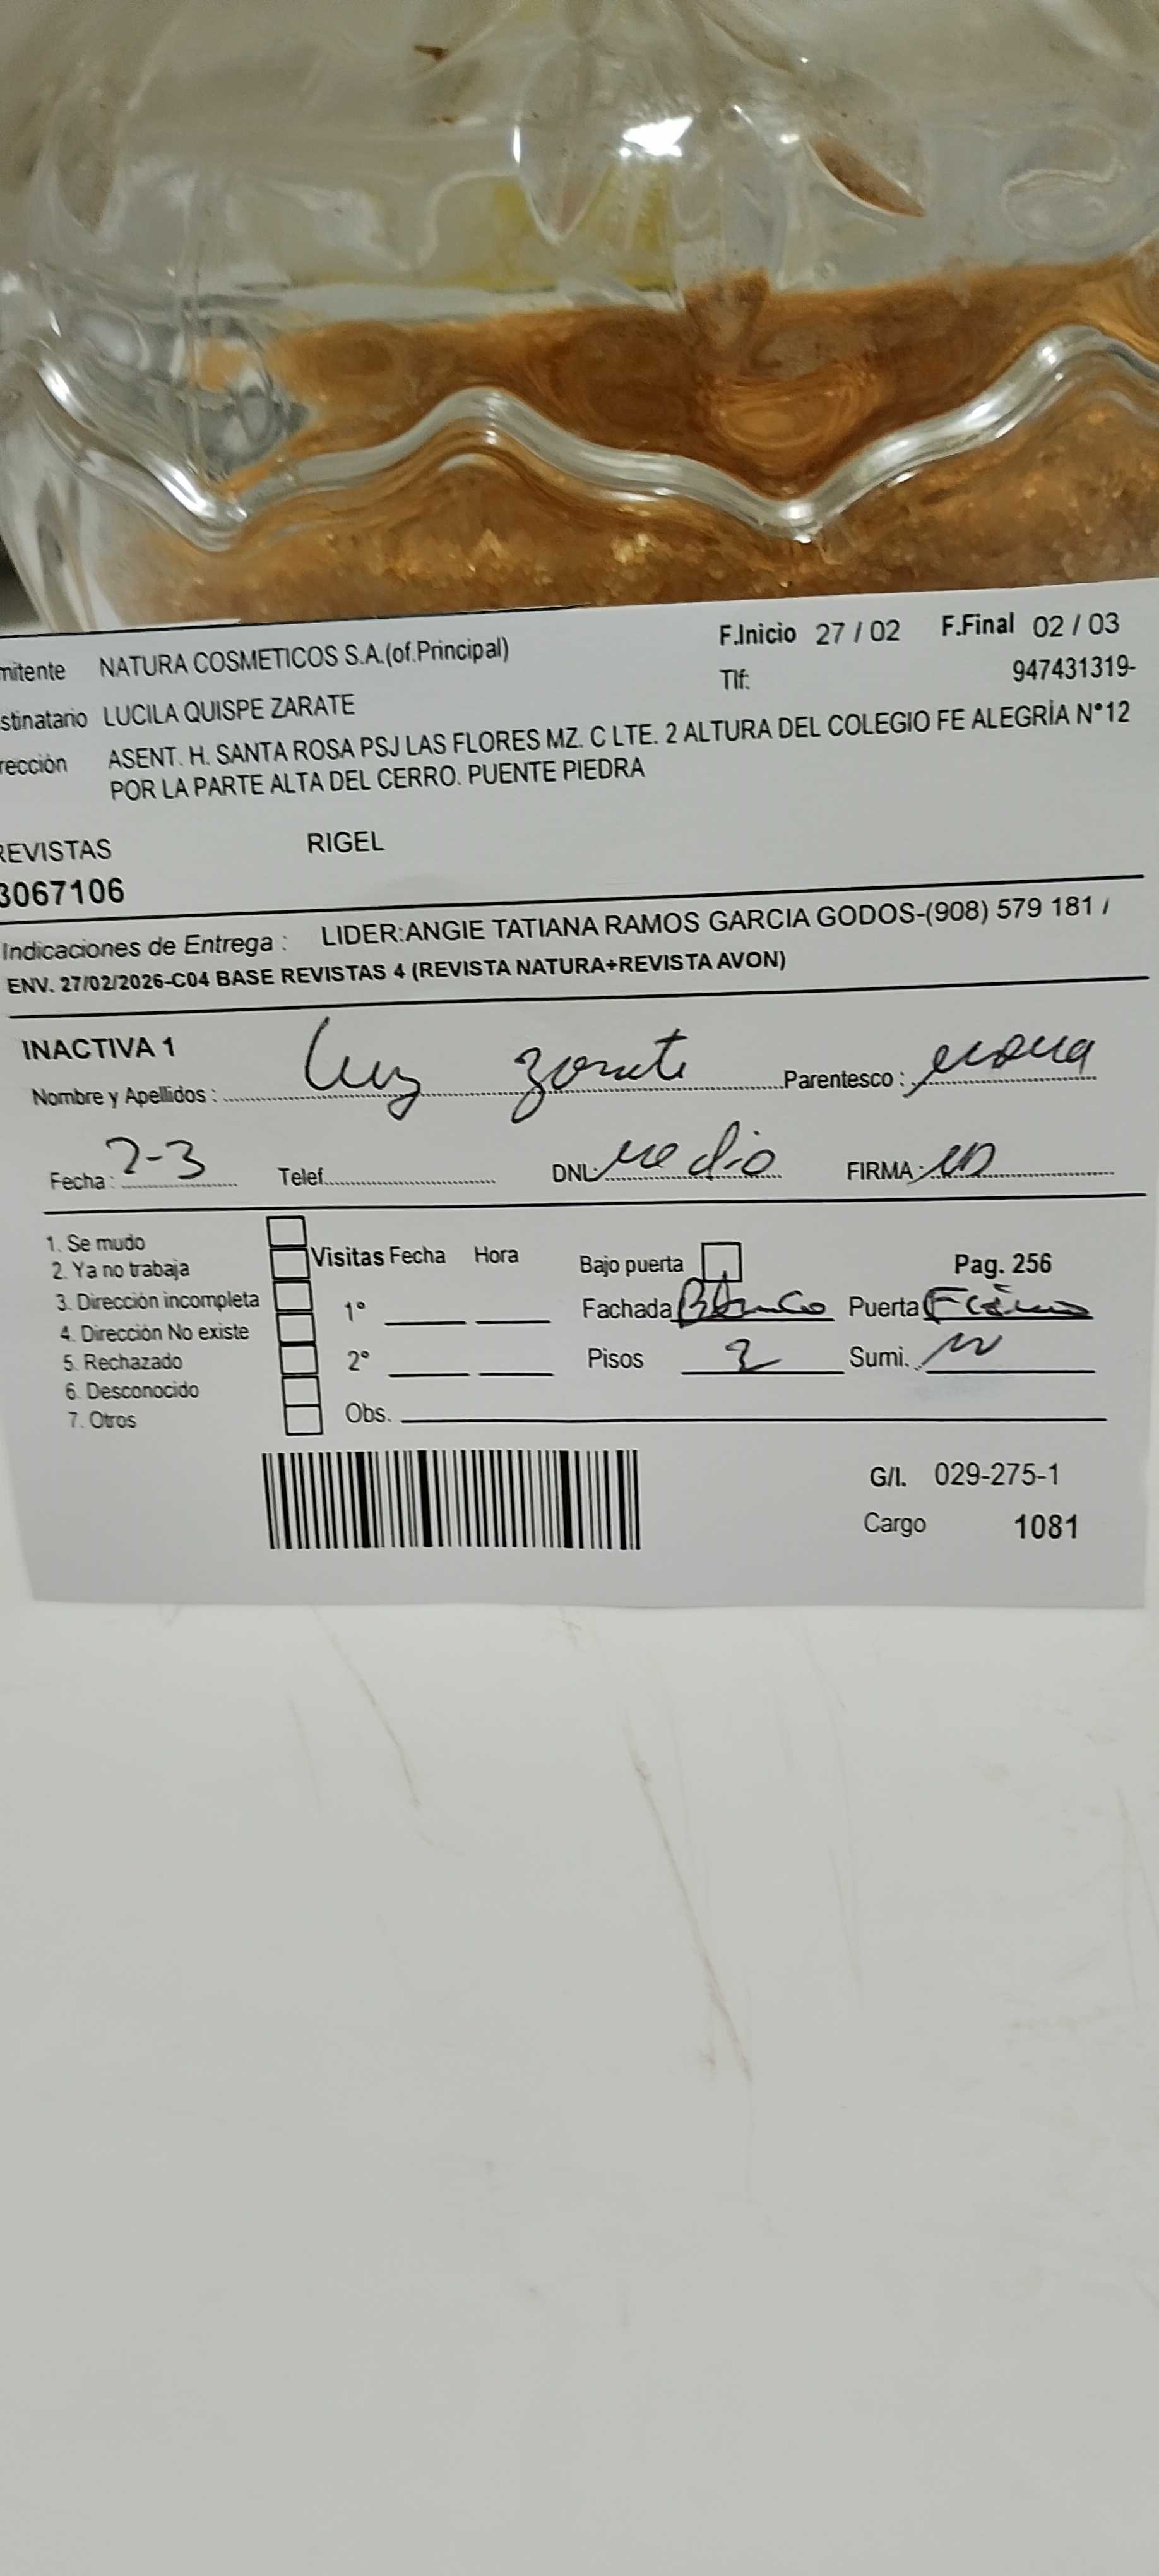 mitente NATURA COSMETICOS S.A.(of.Principal) F.Inicio 27 / 02 F.Final 02 / 03
Tlf: 947431319-
stinatario LUCILA QUISPE ZARATE
rección ASENT. H. SANTA ROSA PSJ LAS FLORES MZ. C LTE. 2 ALTURA DEL COLEGIO FE ALEGRÍA N°12
POR LA PARTE ALTA DEL CERRO. PUENTE PIEDRA
REVISTAS RIGEL
3067106
Indicaciones de Entrega : LIDER:ANGIE TATIANA RAMOS GARCIA GODOS-(908) 579 181 /
ENV. 27/02/2026-C04 BASE REVISTAS 4 (REVISTA NATURA+REVISTA AVON)
INACTIVA 1
Nombre y Apellidos : Luz Zarate Parentesco :
Fecha : 2-3 Telef. DNI: FIRMA :
1. Se mudo
2. Ya no trabaja Visitas Fecha Hora Bajo puerta Pag. 256
3. Dirección incompleta 1° Fachada Blanco Puerta
4. Dirección No existe
5. Rechazado 2° Pisos 2 Sumi.
6. Desconocido
7. Otros Obs.
G/I. 029-275-1
Cargo 1081